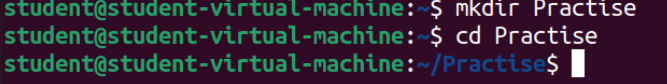 student@student-virtual-machine:~$ mkdir Practise
student@student-virtual-machine:~$ cd Practise
student@student-virtual-machine:~/Practise$